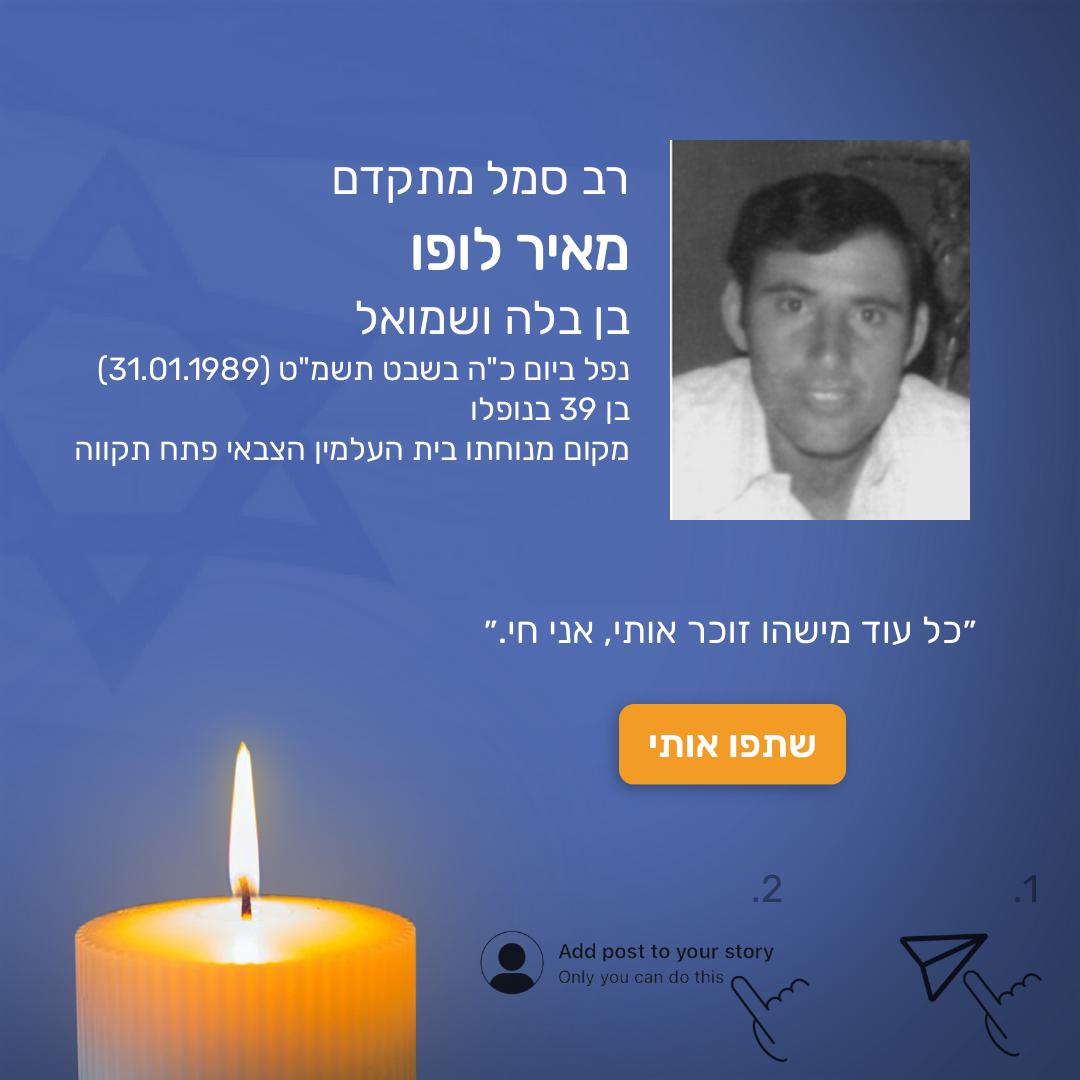 רב סמל מתקדם
מאיר לופו
בן בלה ושמואל
נפל ביום כ"ה בשבט תשמ"ט (31.01.1989)
בן 39 בנופלו
מקום מנוחתו בית העלמין הצבאי פתח תקווה
״כל עוד מישהו זוכר אותי, אני חי.״
שתפו אותי
.1
.2
Add post to your story
Only you can do this